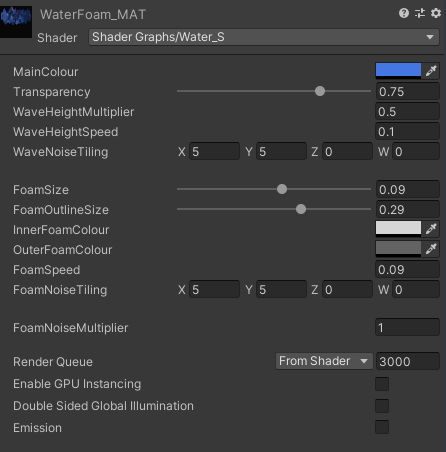 WaterFoam_MAT
Shader Shader Graphs/Water_S
MainColour
Transparency 0.75
WaveHeightMultiplier 0.5
WaveHeightSpeed 0.1
WaveNoiseTiling X 5 Y 5 Z 0 W 0
FoamSize 0.09
FoamOutlineSize 0.29
InnerFoamColour
OuterFoamColour
FoamSpeed 0.09
FoamNoiseTiling X 5 Y 5 Z 0 W 0
FoamNoiseMultiplier 1
Render Queue From Shader 3000
Enable GPU Instancing
Double Sided Global Illumination
Emission